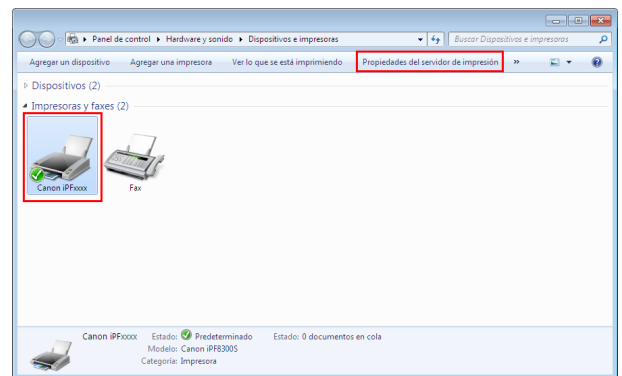 Panel de control ▸ Hardware y sonido ▸ Dispositivos e impresoras
Buscar Dispositivos e impresoras
Agregar un dispositivo Agregar una impresora Ver lo que se está imprimiendo Propiedades del servidor de impresión »
Dispositivos (2)
Impresoras y faxes (2)
Canon iPFxxxx Fax
Canon iPFxxxx Estado: Predeterminado Estado: 0 documentos en cola
Modelo: Canon iPF8300S
Categoría: Impresora